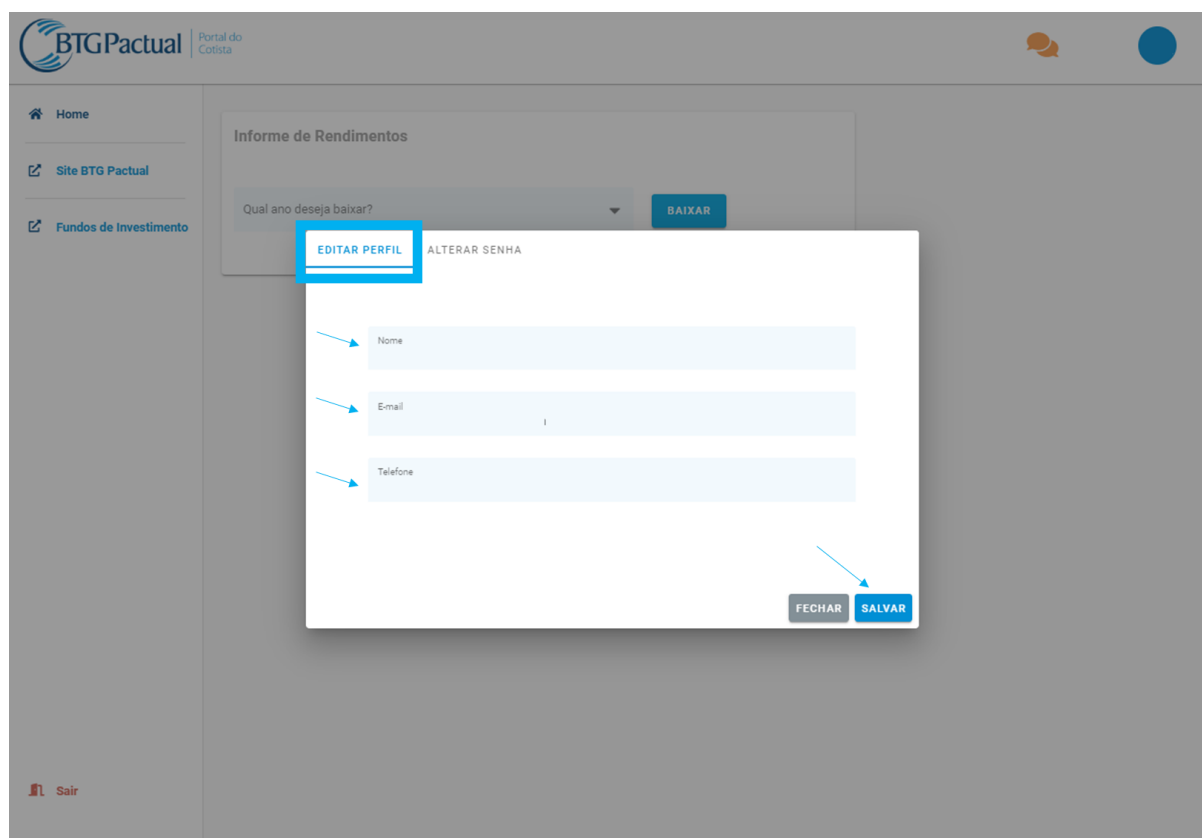 BTGPactual
Portal do
Cotista
Home
Site BTG Pactual
Fundos de Investimento
Informe de Rendimentos
Qual ano deseja baixar?
BAIXAR
EDITAR PERFIL ALTERAR SENHA
Nome
E-mail
Telefone
FECHAR SALVAR
Sair